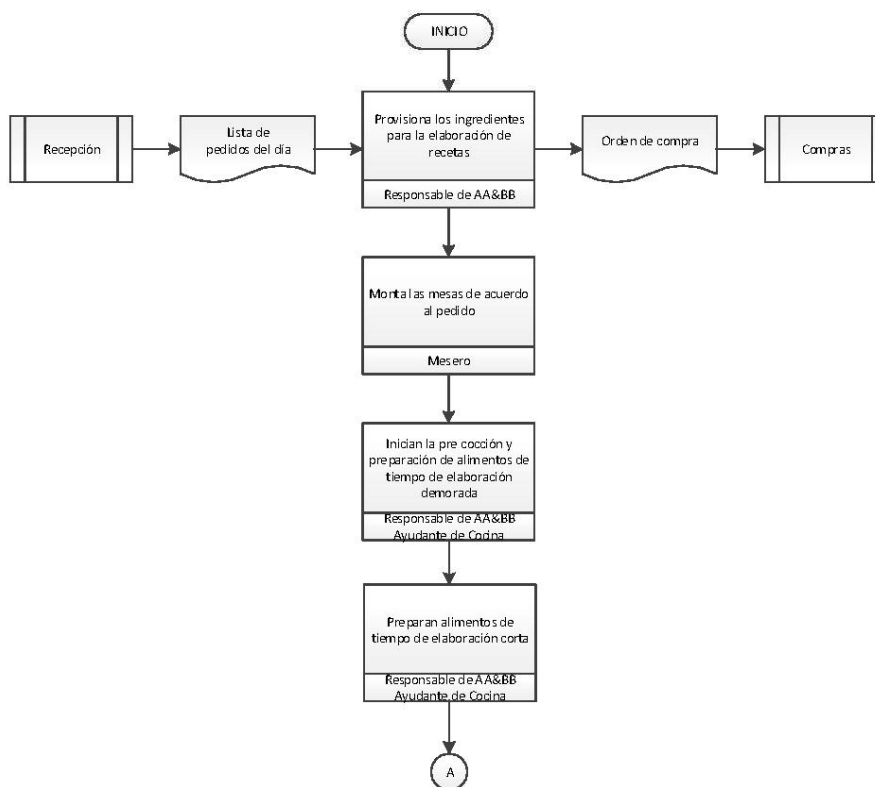 INICIO
Recepción
Lista de
pedidos del día
Provisiona los ingredientes
para la elaboración de
recetas
Responsable de AA&BB
Orden de compra
Compras
Monta las mesas de acuerdo
al pedido
Mesero
Inician la pre cocción y
preparación de alimentos de
tiempo de elaboración
demorada
Responsable de AA&BB
Ayudante de Cocina
Preparan alimentos de
tiempo de elaboración corta
Responsable de AA&BB
Ayudante de Cocina
A